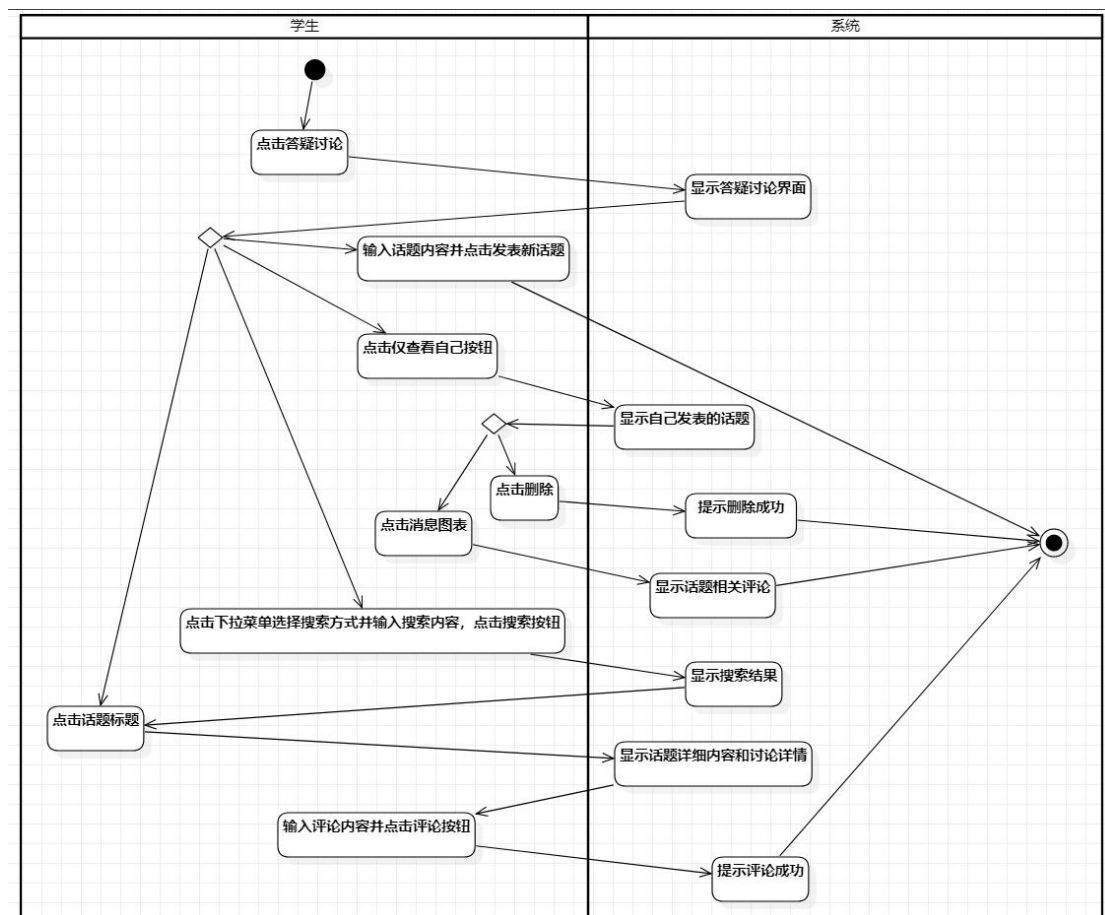 学生
系统
点击答疑讨论
显示答疑讨论界面
输入话题内容并点击发表新话题
点击仅查看自己按钮
显示自己发表的话题
点击删除
提示删除成功
点击消息图表
显示话题相关评论
点击下拉菜单选择搜索方式并输入搜索内容，点击搜索按钮
显示搜索结果
点击话题标题
显示话题详细内容和讨论详情
输入评论内容并点击评论按钮
提示评论成功